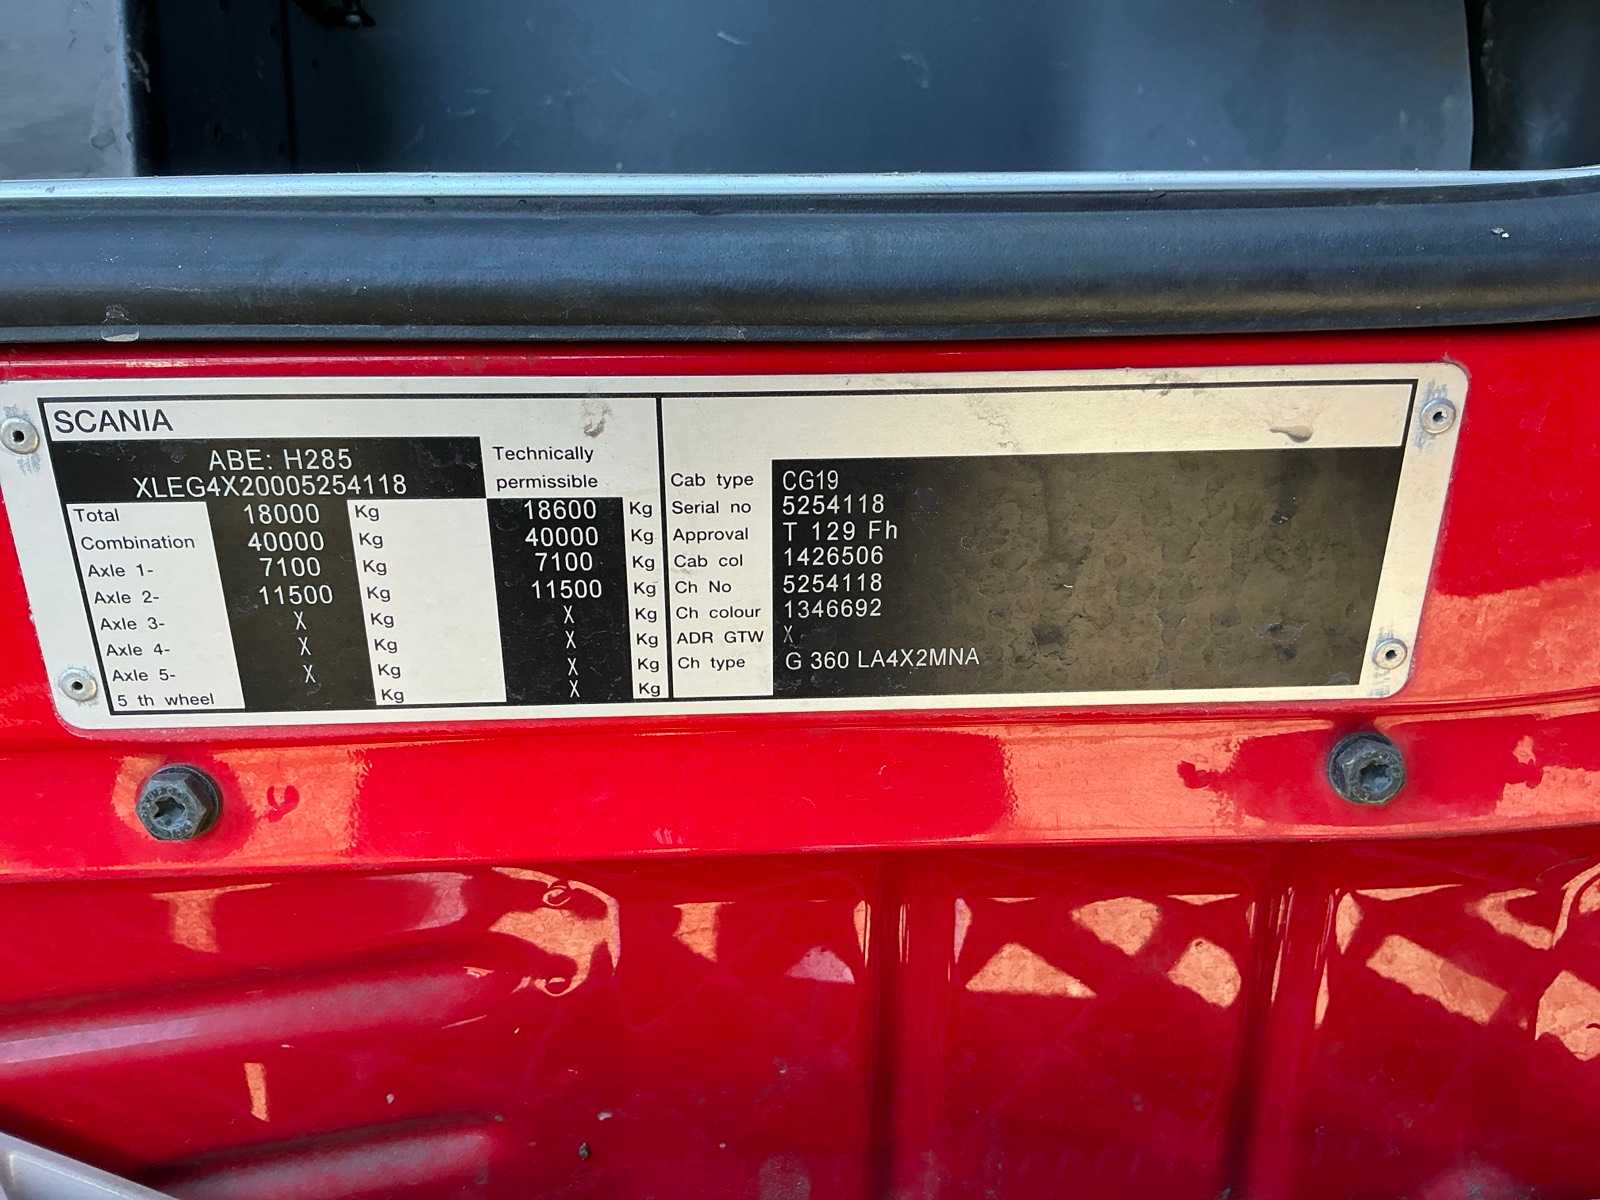 SCANIA
ABE: H285
XLEG4X20005254118
Technically
permissible
Total 18000 Kg 18600 Kg
Combination 40000 Kg 40000 Kg
Axle 1- 7100 Kg 7100 Kg
Axle 2- 11500 Kg 11500 Kg
Axle 3- X Kg X Kg
Axle 4- X Kg X Kg
Axle 5- X Kg X Kg
5 th wheel Kg X Kg
Cab type CG19
Serial no 5254118
Approval T 129 Fh
Cab col 1426506
Ch No 5254118
Ch colour 1346692
ADR GTW X
Ch type G 360 LA4X2MNA